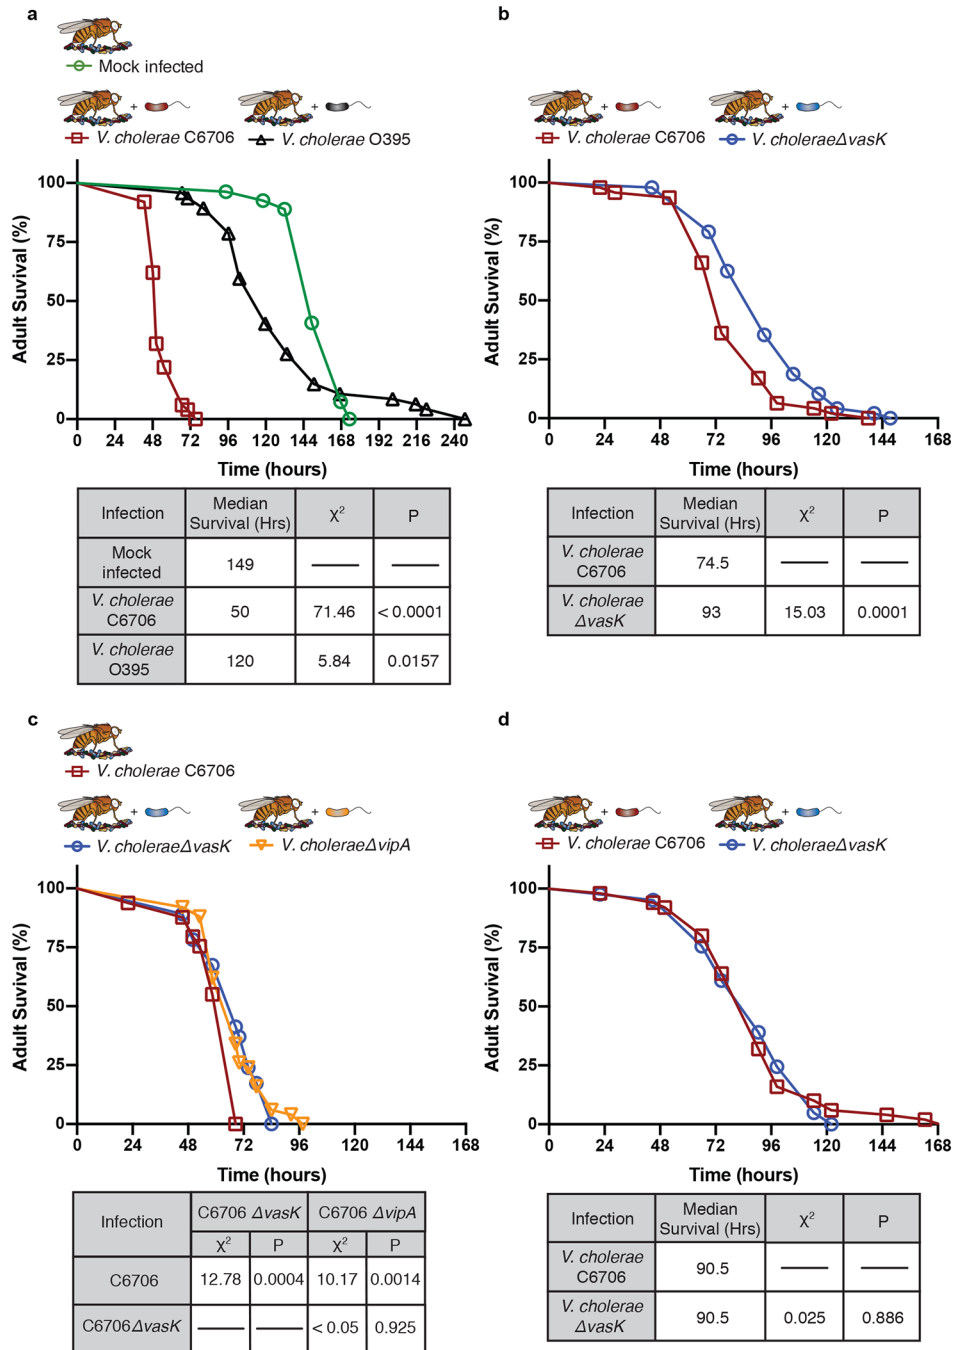 a
Mock infected
+
+
V. cholerae C6706
V. cholerae O395
100
75
50
25
0
Adult Suvival (%)
0 24 48 72 96 120 144 168 192 216 240
Time (hours)
Infection Median Survival (Hrs) χ² P
Mock infected 149 —— ——
V. cholerae C6706 50 71.46 < 0.0001
V. cholerae O395 120 5.84 0.0157
b
+
+
V. cholerae C6706
V. choleraeΔvasK
100
75
50
25
0
Adult Suvival (%)
0 24 48 72 96 120 144 168
Time (hours)
Infection Median Survival (Hrs) χ² P
V. cholerae C6706 74.5 —— ——
V. cholerae ΔvasK 93 15.03 0.0001
c
V. cholerae C6706
+
+
V. choleraeΔvasK
V. choleraeΔvipA
100
75
50
25
0
Adult Suvival (%)
0 24 48 72 96 120 144 168
Time (hours)
Infection C6706 ΔvasK C6706 ΔvipA
χ² P χ² P
C6706 12.78 0.0004 10.17 0.0014
C6706ΔvasK —— —— < 0.05 0.925
d
+
+
V. cholerae C6706
V. choleraeΔvasK
100
75
50
25
0
Adult Suvival (%)
0 24 48 72 96 120 144 168
Time (hours)
Infection Median Survival (Hrs) χ² P
V. cholerae C6706 90.5 —— ——
V. cholerae ΔvasK 90.5 0.025 0.886